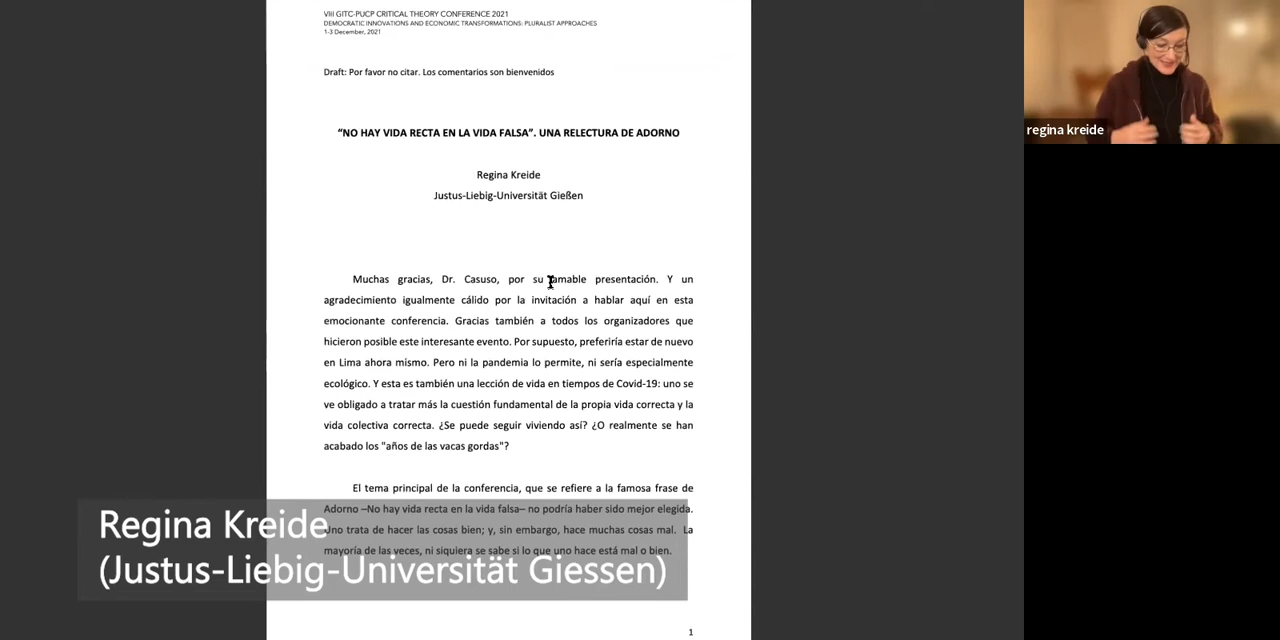 VIII GITC-PUCP CRITICAL THEORY CONFERENCE 2021
DEMOCRATIC INNOVATIONS AND ECONOMIC TRANSFORMATIONS: PLURALIST APPROACHES
1-3 December, 2021
Draft: Por favor no citar. Los comentarios son bienvenidos
“NO HAY VIDA RECTA EN LA VIDA FALSA”. UNA RELECTURA DE ADORNO
Regina Kreide
Justus-Liebig-Universität Gießen
Muchas gracias, Dr. Casuso, por su amable presentación. Y un
agradecimiento igualmente cálido por la invitación a hablar aquí en esta
emocionante conferencia. Gracias también a todos los organizadores que
hicieron posible este interesante evento. Por supuesto, preferiría estar de nuevo
en Lima ahora mismo. Pero ni la pandemia lo permite, ni sería especialmente
ecológico. Y esta es también una lección de vida en tiempos de Covid-19: uno se
ve obligado a tratar más la cuestión fundamental de la propia vida correcta y la
vida colectiva correcta. ¿Se puede seguir viviendo así? ¿O realmente se han
acabado los "años de las vacas gordas"?
El tema principal de la conferencia, que se refiere a la famosa frase de
Adorno –No hay vida recta en la vida falsa– no podría haber sido mejor elegida.
Uno trata de hacer las cosas bien; y, sin embargo, hace muchas cosas mal. La
mayoría de las veces, ni siquiera se sabe si lo que uno hace está mal o bien.
1
Regina Kreide
(Justus-Liebig-Universität Giessen)
regina kreide